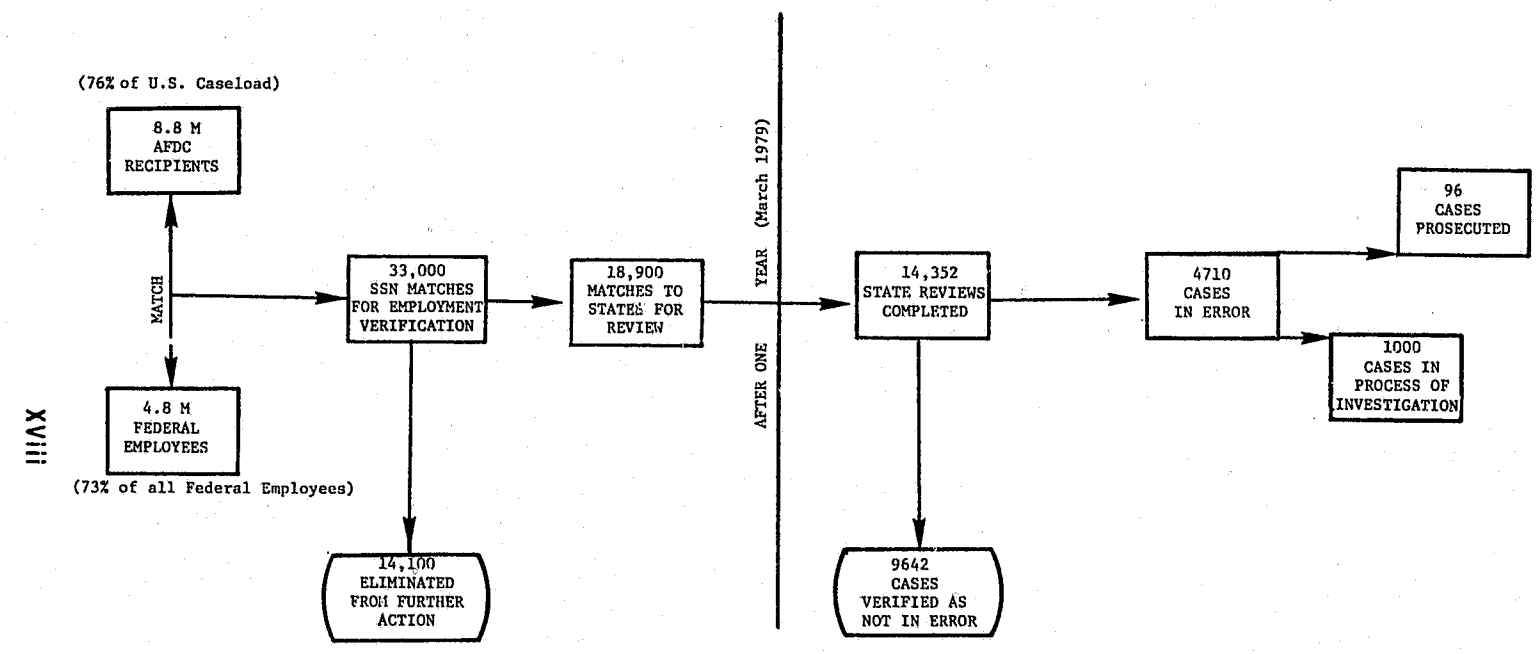 (76% of U.S. Caseload)
8.8 M
AFDC
RECIPIENTS
MATCH
4.8 M
FEDERAL
EMPLOYEES
(73% of all Federal Employees)
33,000
SSN MATCHES
FOR EMPLOYMENT
VERIFICATION
14,100
ELIMINATED
FROM FURTHER
ACTION
18,900
MATCHES TO
STATES FOR
REVIEW
AFTER ONE YEAR (March 1979)
14,352
STATE REVIEWS
COMPLETED
9642
CASES
VERIFIED AS
NOT IN ERROR
4710
CASES
IN ERROR
96
CASES
PROSECUTED
1000
CASES IN
PROCESS OF
INVESTIGATION
xviii